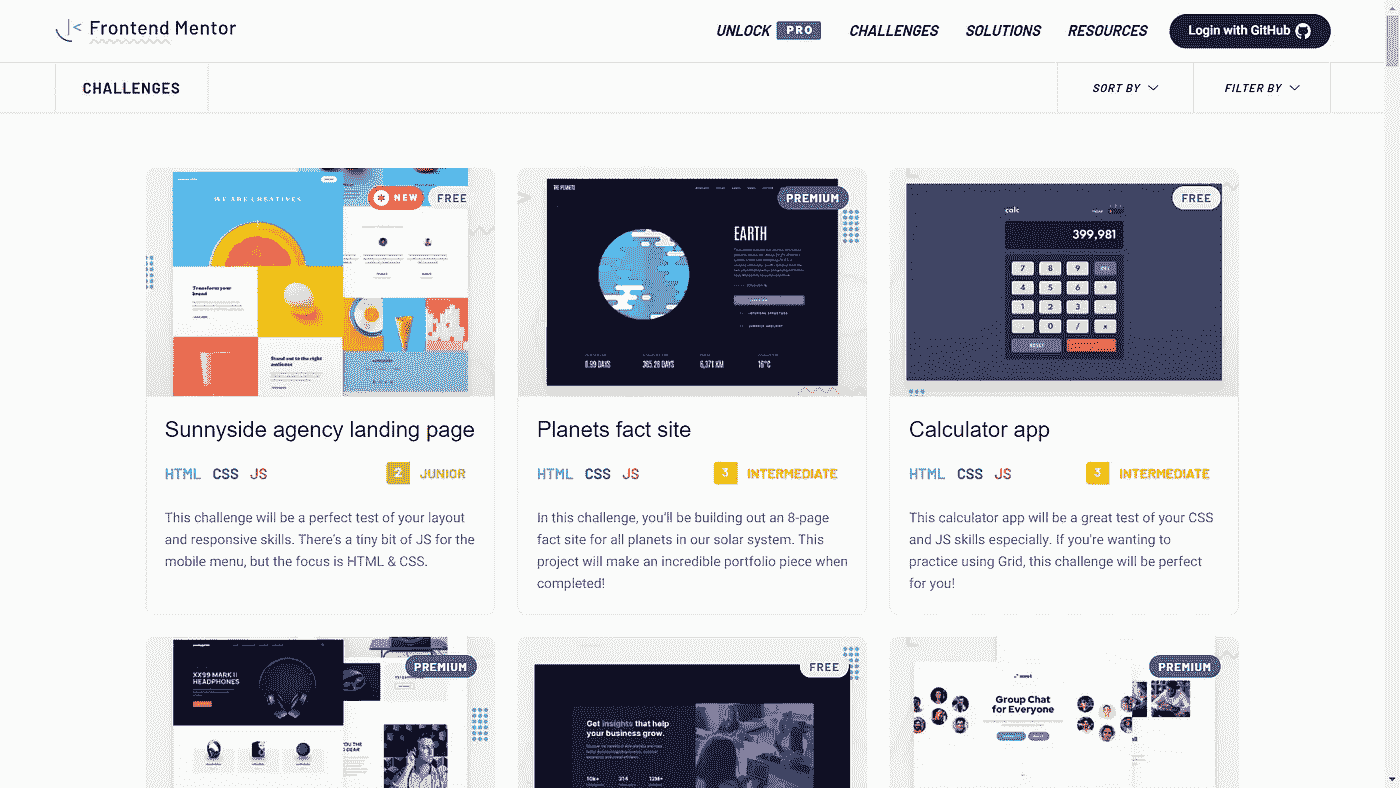 Frontend Mentor
UNLOCK PRO
CHALLENGES
SOLUTIONS
RESOURCES
Login with GitHub
CHALLENGES
SORT BY
FILTER BY
WE ARE CREATIVES
NEW
FREE
Transform your
brand
Stand out to the right
audience
Sunnyside agency landing page
HTML CSS JS
2 JUNIOR
This challenge will be a perfect test of your layout
and responsive skills. There's a tiny bit of JS for the
mobile menu, but the focus is HTML & CSS.
THE PLANETS
PREMIUM
EARTH
0.99 DAYS
365.26 DAYS
6,371 KM
16°C
Planets fact site
HTML CSS JS
3 INTERMEDIATE
In this challenge, you'll be building out an 8-page
fact site for all planets in our solar system. This
project will make an incredible portfolio piece when
completed!
FREE
calc
399,981
7 8 9 DEL
4 5 6 +
1 2 3 -
. 0 / x
RESET
Calculator app
HTML CSS JS
3 INTERMEDIATE
This calculator app will be a great test of your CSS
and JS skills especially. If you're wanting to
practice using Grid, this challenge will be perfect
for you!
PREMIUM
XX99 MARK II
HEADPHONES
FREE
Get insights that help
your business grow.
10k+ 314 12M+
PREMIUM
Group Chat
for Everyone